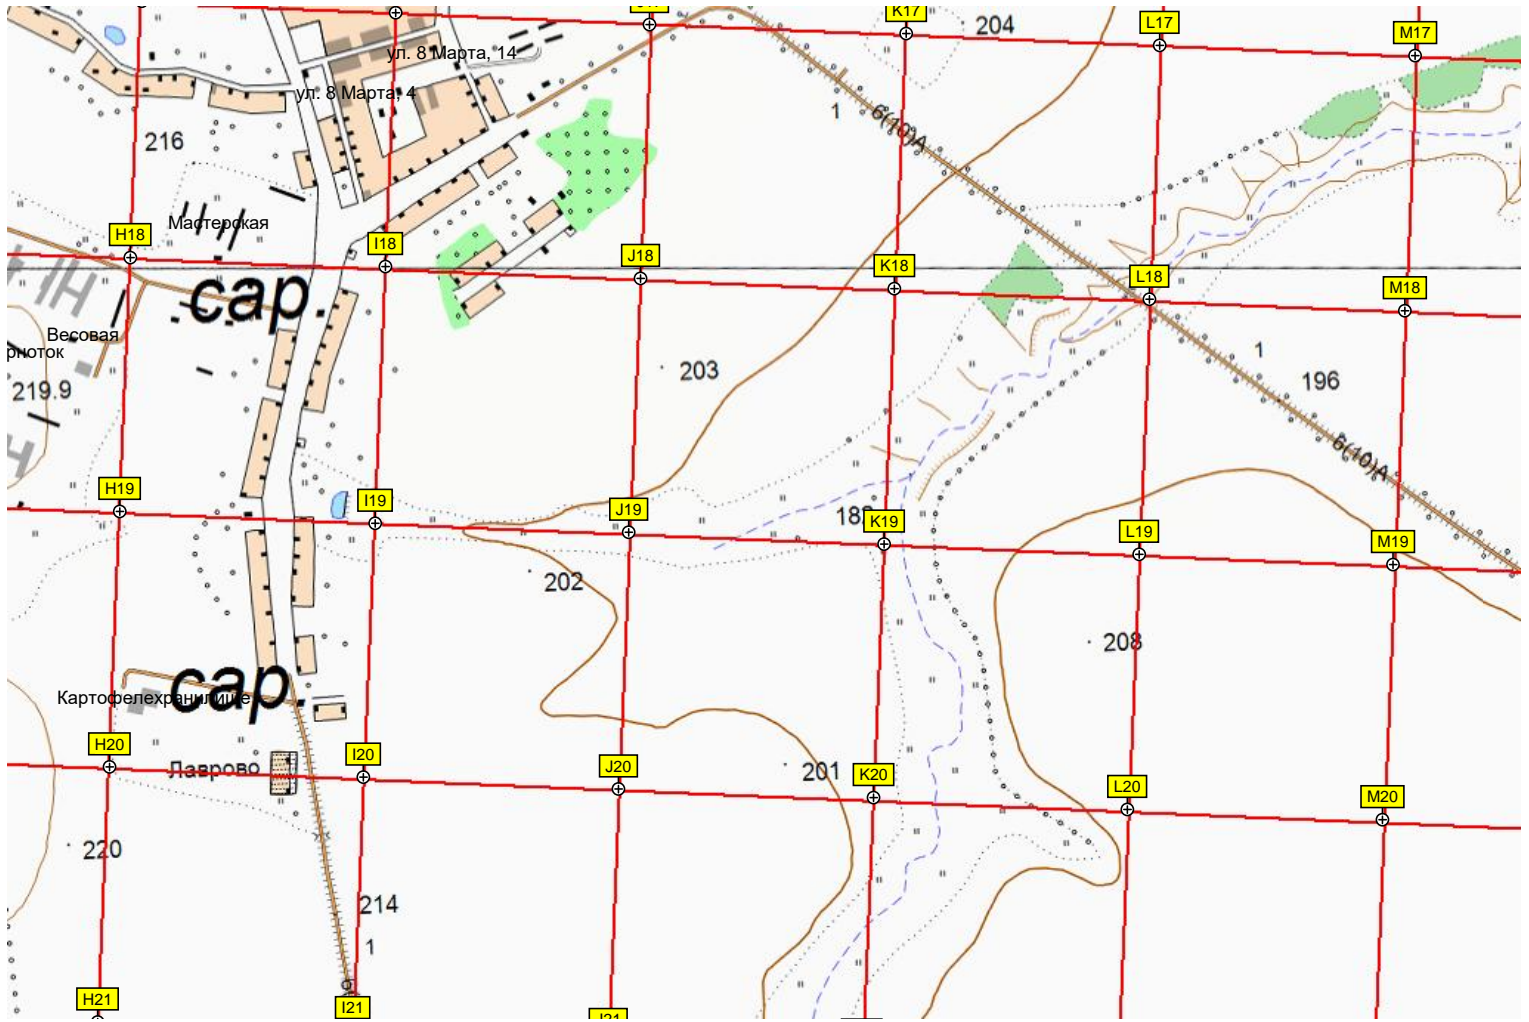 K17
204
L17
M17
ул. 8 Марта, 14
ул. 8 Марта, 4
1
6(10)А
216
Мастерская
H18
I18
J18
K18
L18
M18
сар.
Весовая
219.9
203
1
196
6(10)А
H19
I19
J19
K19
L19
M19
202
208
сар.
Картофелехранилище
H20
I20
J20
K20
L20
M20
Лаврово
201
220
214
1
H21
I21